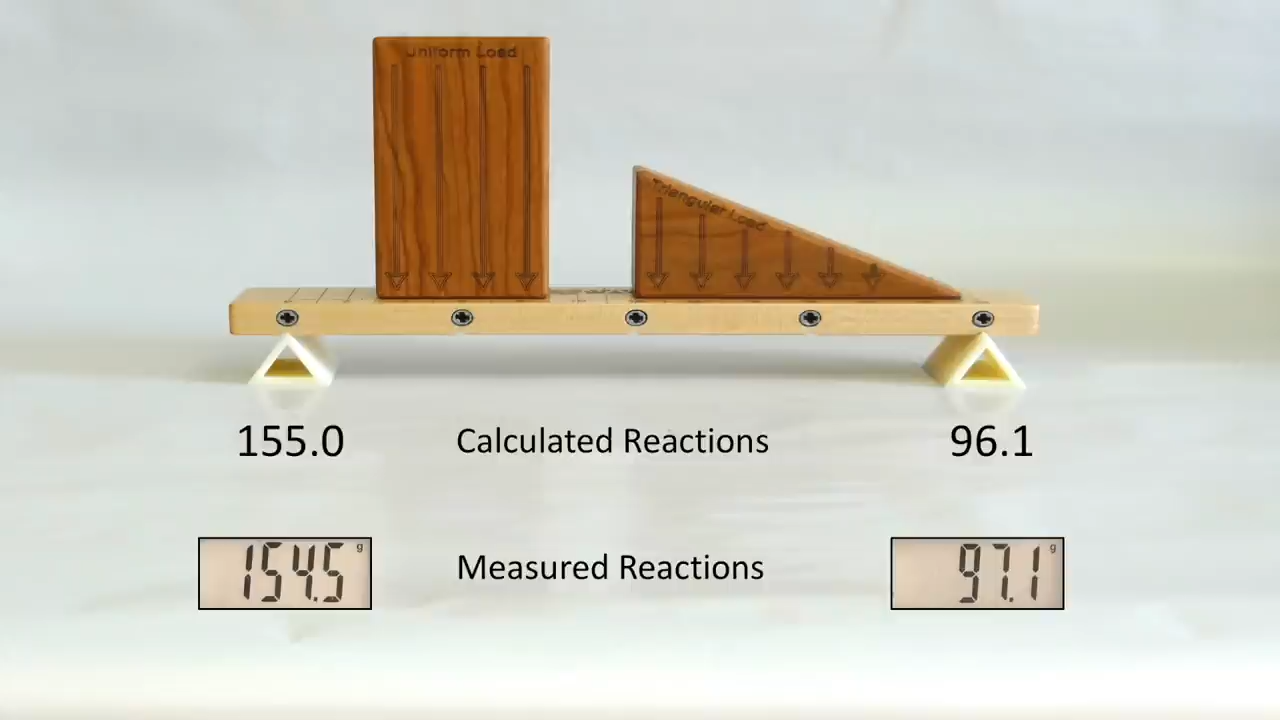 Uniform Load
Triangular Load
155.0 Calculated Reactions 96.1
154.5 g Measured Reactions 97.1 g